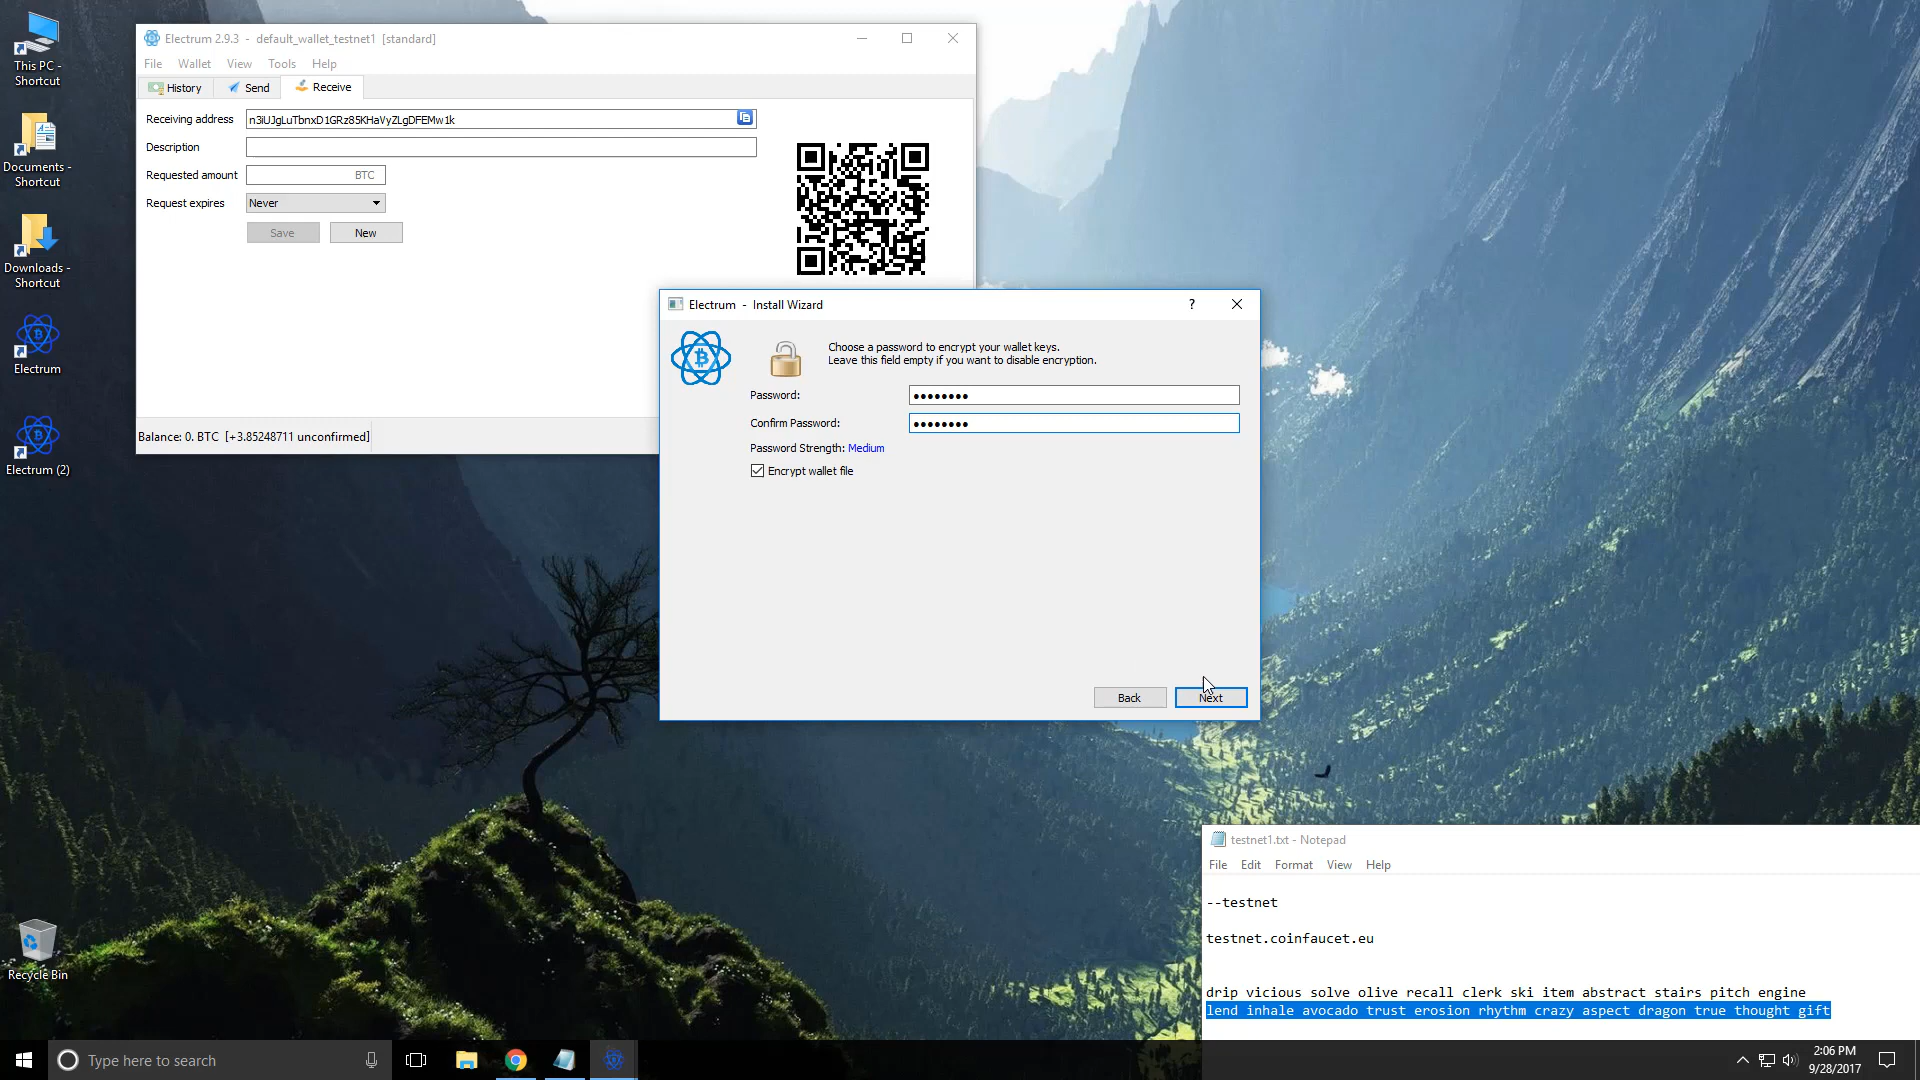 This PC -
Shortcut
Documents -
Shortcut
Downloads -
Shortcut
Electrum
Electrum (2)
Recycle Bin
Electrum 2.9.3 - default_wallet_testnet1 [standard]
File Wallet View Tools Help
History Send Receive
Receiving address n3iUJgLuTbnxD1GRz85KHaVyZLgDFEMw1k
Description
Requested amount BTC
Request expires Never
Save New
Balance: 0. BTC [+3.85248711 unconfirmed]
Electrum - Install Wizard
?
Choose a password to encrypt your wallet keys.
Leave this field empty if you want to disable encryption.
Password: ●●●●●●●●
Confirm Password: ●●●●●●●●
Password Strength: Medium
Encrypt wallet file
Back Next
testnet1.txt - Notepad
File Edit Format View Help
--testnet
testnet.coinfaucet.eu
drip vicious solve olive recall clerk ski item abstract stairs pitch engine
lend inhale avocado trust erosion rhythm crazy aspect dragon true thought gift
Type here to search
2:06 PM
9/28/2017